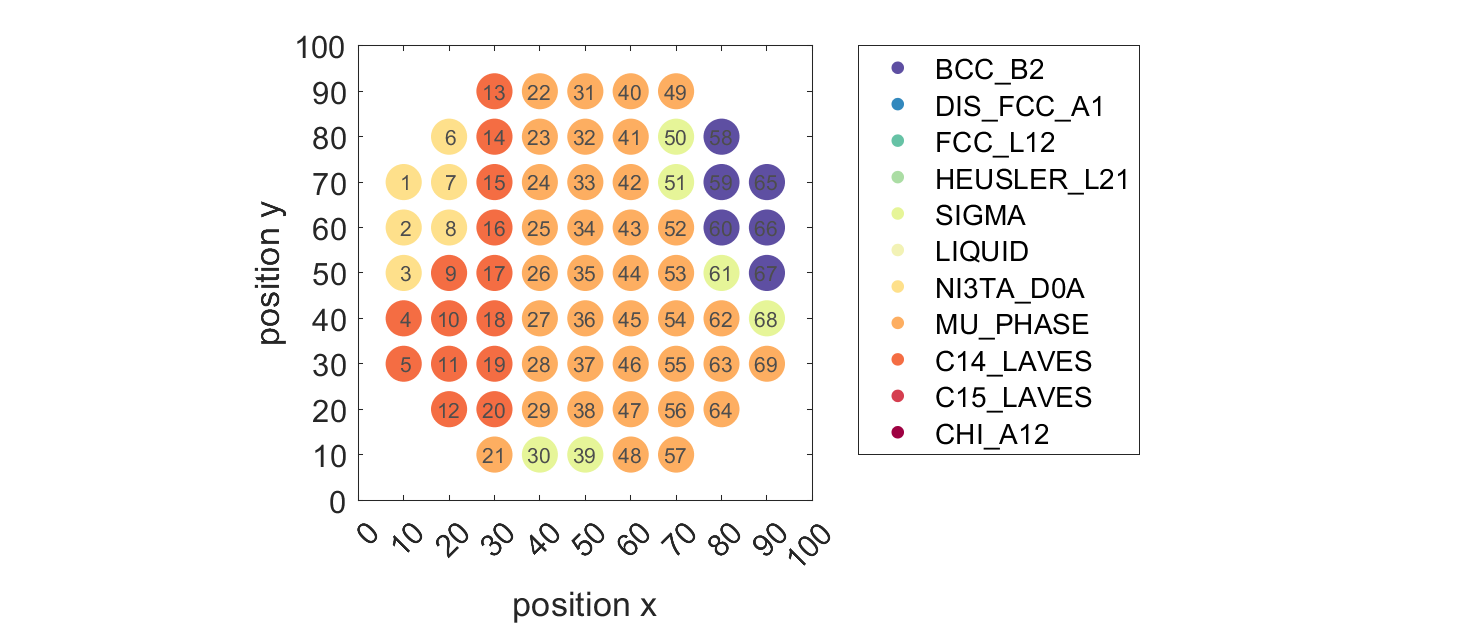 100
90
80
70
60
50
40
30
20
10
0
13 22 31 40 49
6 14 23 32 41 50 58
1 7 15 24 33 42 51 59 65
2 8 16 25 34 43 52 60 66
3 9 17 26 35 44 53 61 67
4 10 18 27 36 45 54 62 68
5 11 19 28 37 46 55 63 69
12 20 29 38 47 56 64
21 30 39 48 57
0 10 20 30 40 50 60 70 80 90 100
position x
position y
BCC_B2
DIS_FCC_A1
FCC_L12
HEUSLER_L21
SIGMA
LIQUID
NI3TA_D0A
MU_PHASE
C14_LAVES
C15_LAVES
CHI_A12